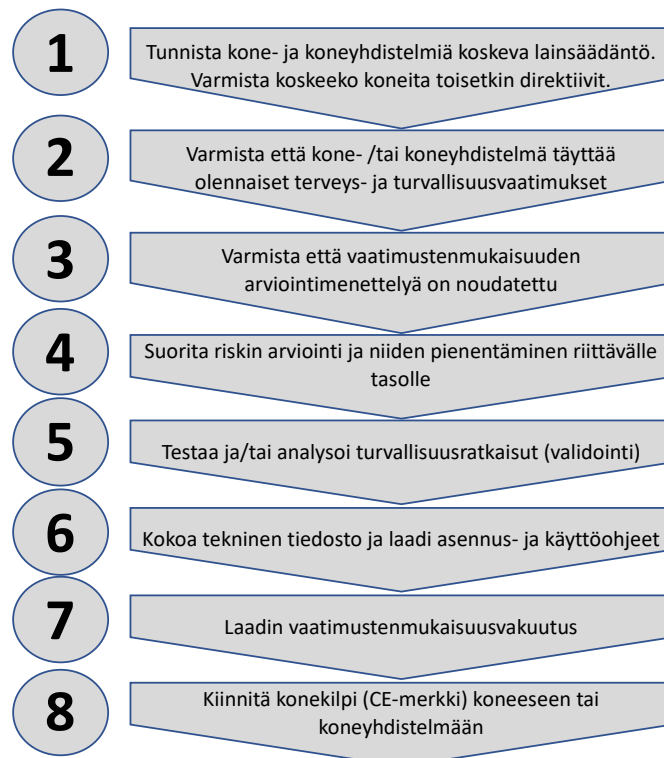 1
Tunnista kone- ja koneyhdistelmiä koskeva lainsäädäntö.
Varmista koskeeko koneita toisetkin direktiivit.
2
Varmista että kone- /tai koneyhdistelmä täyttää
olennaiset terveys- ja turvallisuusvaatimukset
3
Varmista että vaatimustenmukaisuuden
arviointimenettelyä on noudatettu
4
Suorita riskin arviointi ja niiden pienentäminen riittävälle
tasolle
5
Testaa ja/tai analysoi turvallisuusratkaisut (validointi)
6
Kokoa tekninen tiedosto ja laadi asennus- ja käyttöohjeet
7
Laadin vaatimustenmukaisuusvakuutus
8
Kiinnitä konekilpi (CE-merkki) koneeseen tai
koneyhdistelmään